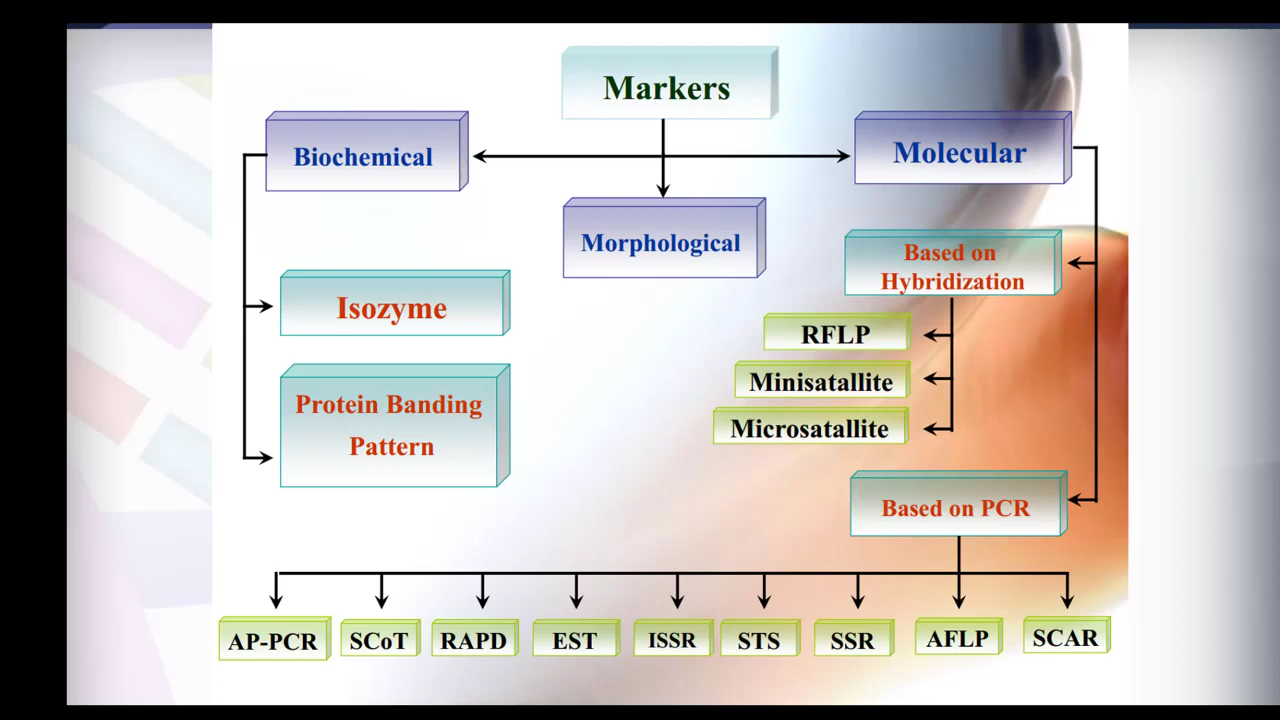 Markers
Biochemical
Molecular
Morphological
Based on
Hybridization
Isozyme
RFLP
Minisatallite
Protein Banding
Pattern
Microsatallite
Based on PCR
AP-PCR
SCoT
RAPD
EST
ISSR
STS
SSR
AFLP
SCAR